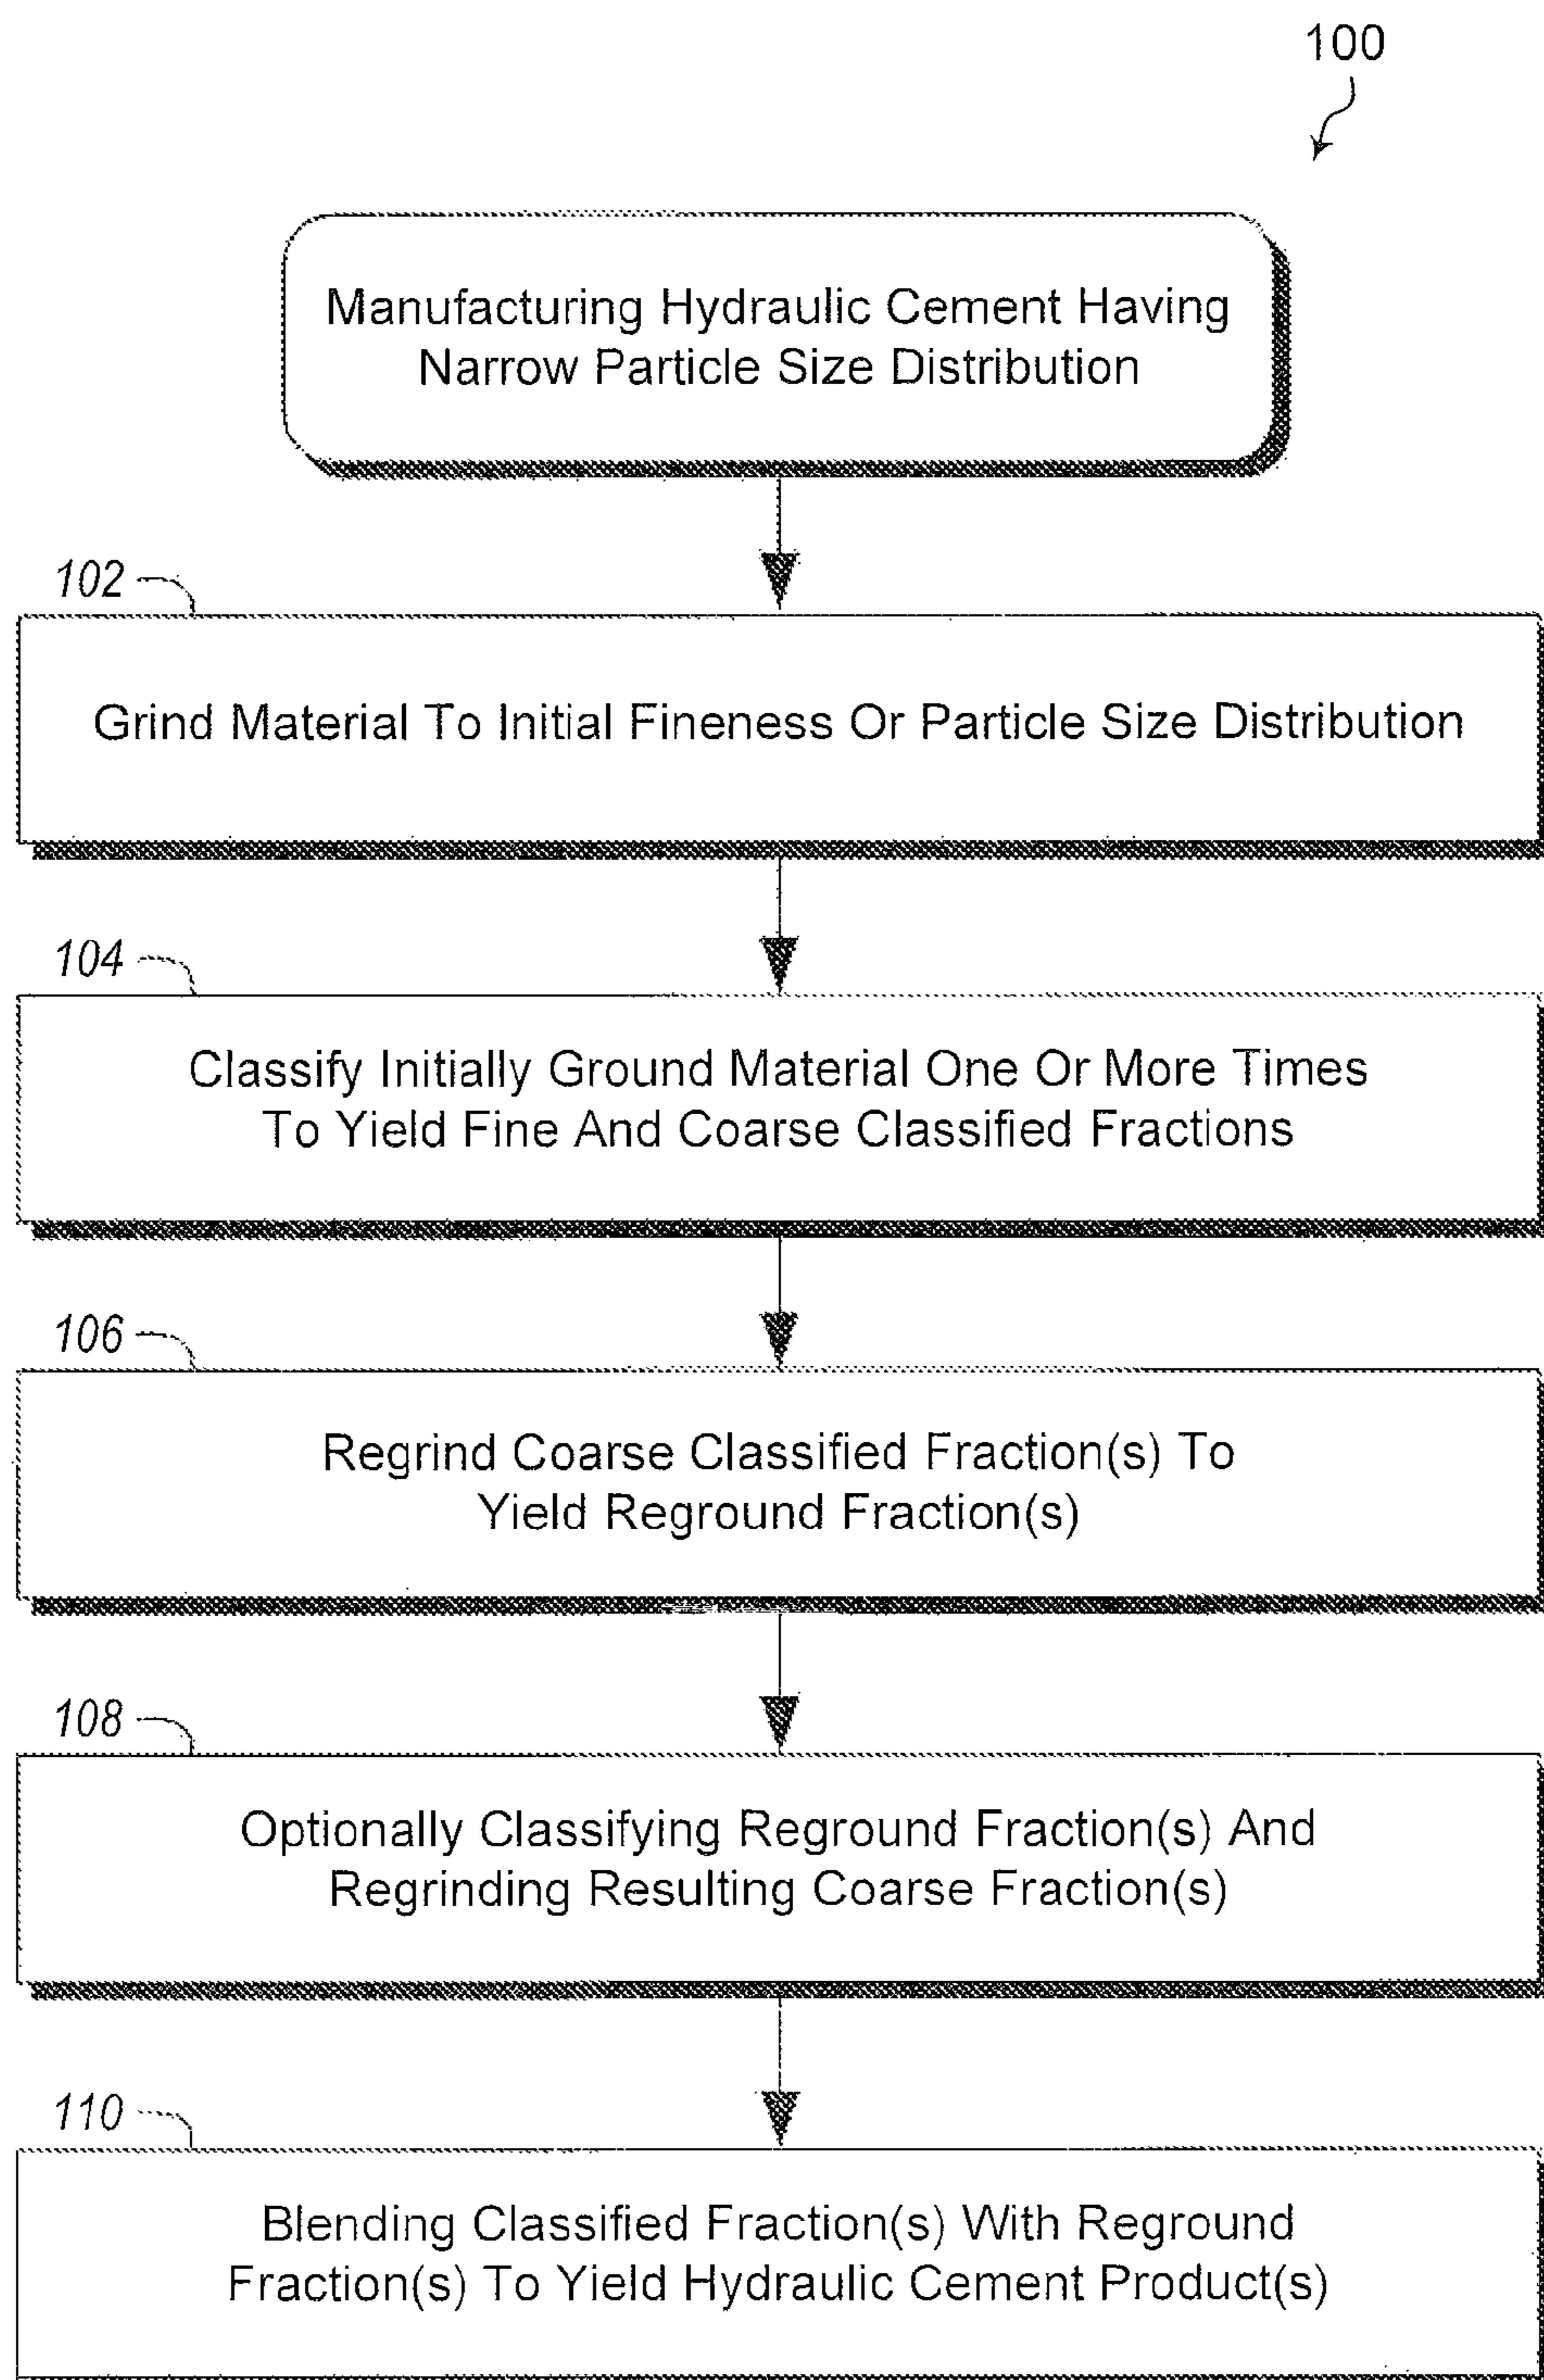 100
Manufacturing Hydraulic Cement Having
Narrow Particle Size Distribution
102
Grind Material To Initial Fineness Or Particle Size Distribution
104
Classify Initially Ground Material One Or More Times
To Yield Fine And Coarse Classified Fractions
106
Regrind Coarse Classified Fraction(s) To
Yield Reground Fraction(s)
108
Optionally Classifying Reground Fraction(s) And
Regrinding Resulting Coarse Fraction(s)
110
Blending Classified Fraction(s) With Reground
Fraction(s) To Yield Hydraulic Cement Product(s)